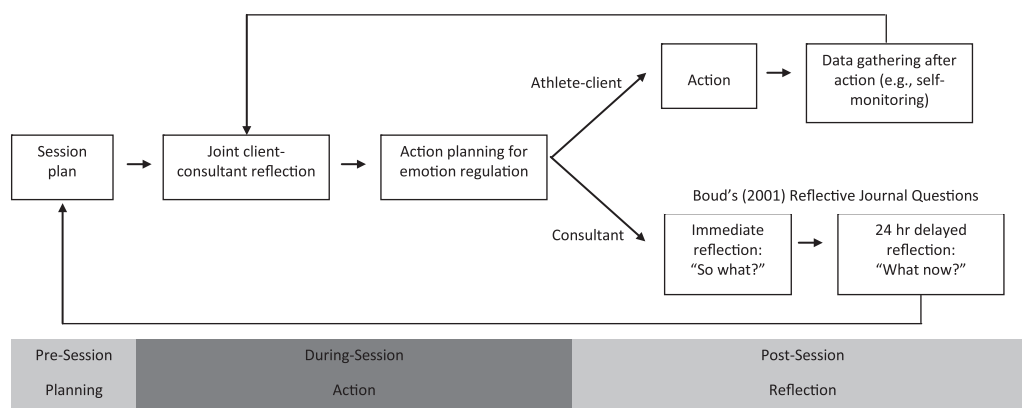 Session
plan
Joint client-
consultant reflection
Action planning for
emotion regulation
Athlete-client
Action
Data gathering after
action (e.g., self-
monitoring)
Consultant
Boud's (2001) Reflective Journal Questions
Immediate
reflection:
“So what?”
24 hr delayed
reflection:
“What now?”
Pre-Session
Planning
During-Session
Action
Post-Session
Reflection